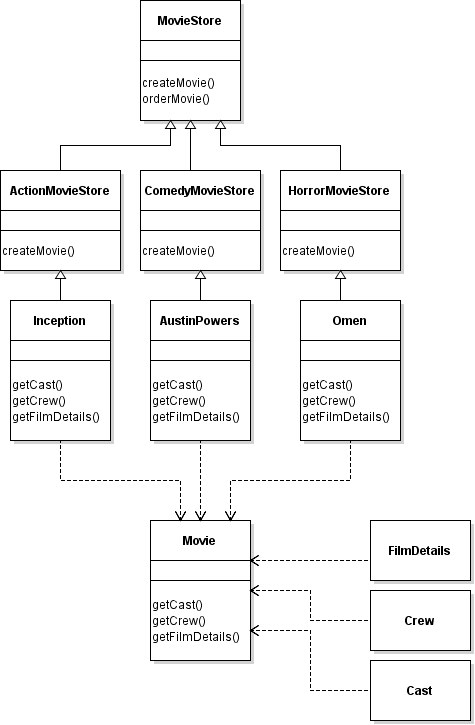 MovieStore
createMovie()
orderMovie()
ActionMovieStore
createMovie()
ComedyMovieStore
createMovie()
HorrorMovieStore
createMovie()
Inception
getCast()
getCrew()
getFilmDetails()
AustinPowers
getCast()
getCrew()
getFilmDetails()
Omen
getCast()
getCrew()
getFilmDetails()
Movie
getCast()
getCrew()
getFilmDetails()
FilmDetails
Crew
Cast